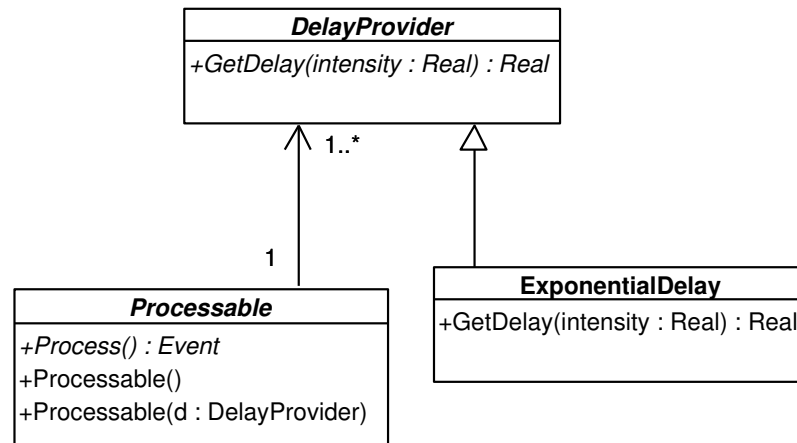 DelayProvider
+GetDelay(intensity : Real) : Real
1..*
1
Processable
+Process() : Event
+Processable()
+Processable(d : DelayProvider)
ExponentialDelay
+GetDelay(intensity : Real) : Real